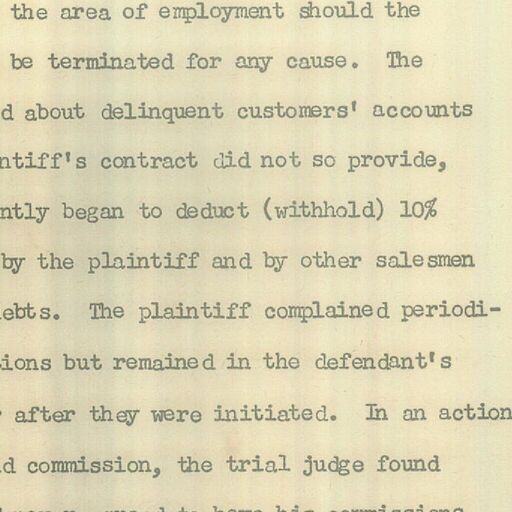 the area of employment should the
be terminated for any cause. The
d about delinquent customers' accounts
ntiff's contract did not so provide,
ntly began to deduct (withhold) 10%
by the plaintiff and by other salesmen
ebts. The plaintiff complained periodi-
ions but remained in the defendant's
after they were initiated. In an action
d commission, the trial judge found